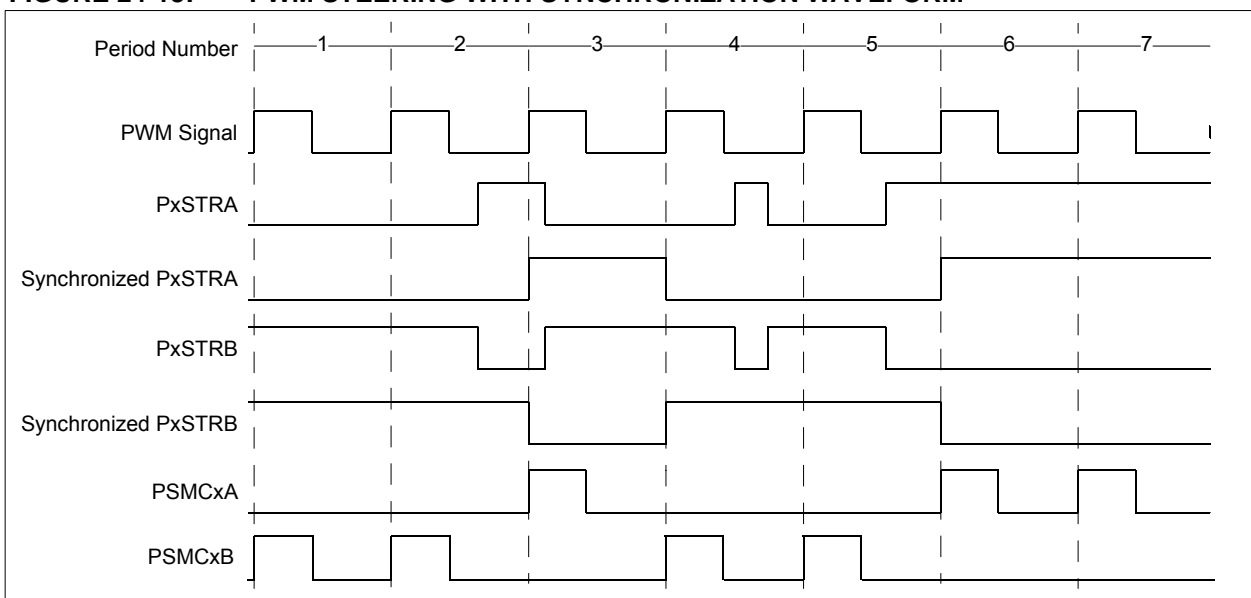 Period Number 1 2 3 4 5 6 7
PWM Signal
PxSTRA
Synchronized PxSTRA
PxSTRB
Synchronized PxSTRB
PSMCxA
PSMCxB